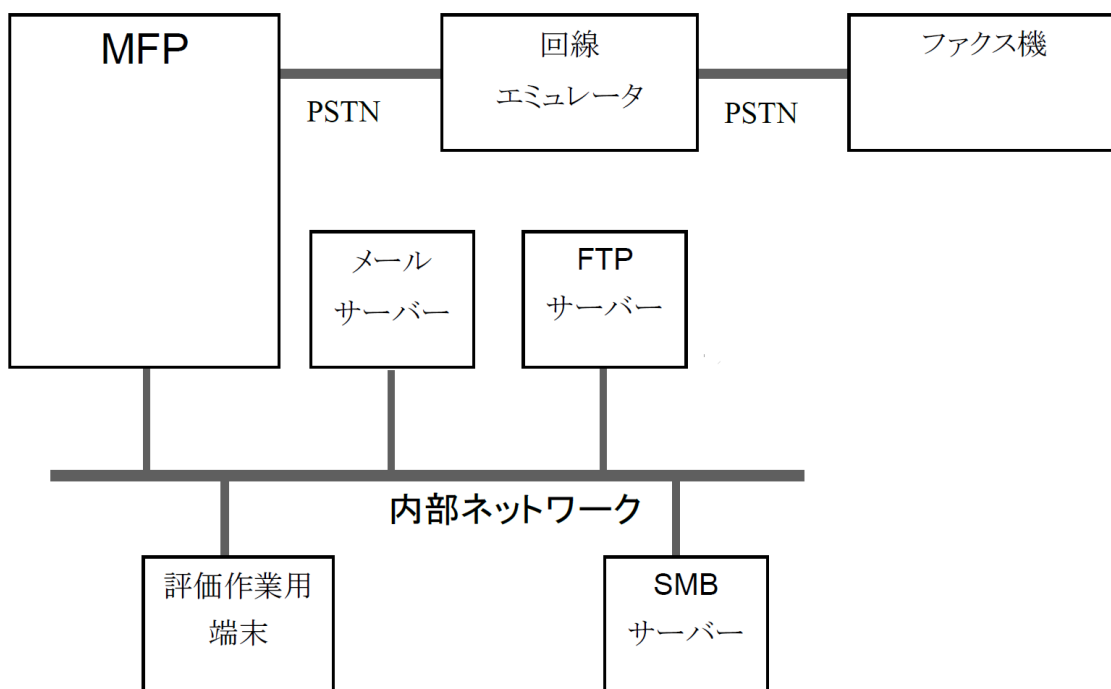 MFP
回線
エミュレータ
ファクス機
PSTN
PSTN
メール
サーバー
FTP
サーバー
内部ネットワーク
評価作業用
端末
SMB
サーバー